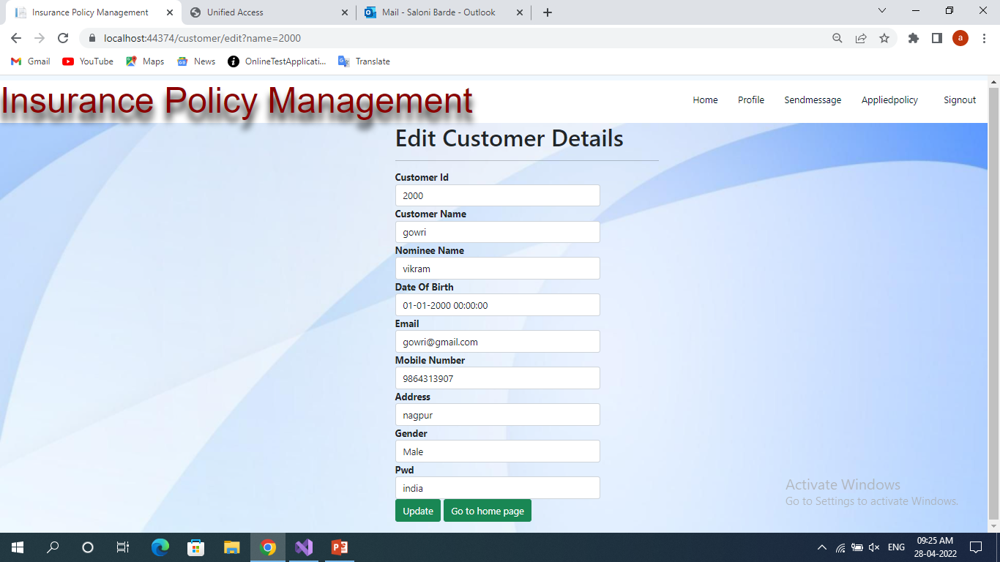 Insurance Policy Management
Unified Access
Mail - Saloni Barde - Outlook
localhost:44374/customer/edit?name=2000
a
Gmail
YouTube
Maps
News
OnlineTestApplicati...
Translate
Insurance Policy Management
Home
Profile
Sendmessage
Appliedpolicy
Signout
Edit Customer Details
Customer Id
2000
Customer Name
gowri
Nominee Name
vikram
Date Of Birth
01-01-2000 00:00:00
Email
gowri@gmail.com
Mobile Number
9864313907
Address
nagpur
Gender
Male
Pwd
india
Update
Go to home page
Activate Windows
Go to Settings to activate Windows.
ENG
09:25 AM
28-04-2022